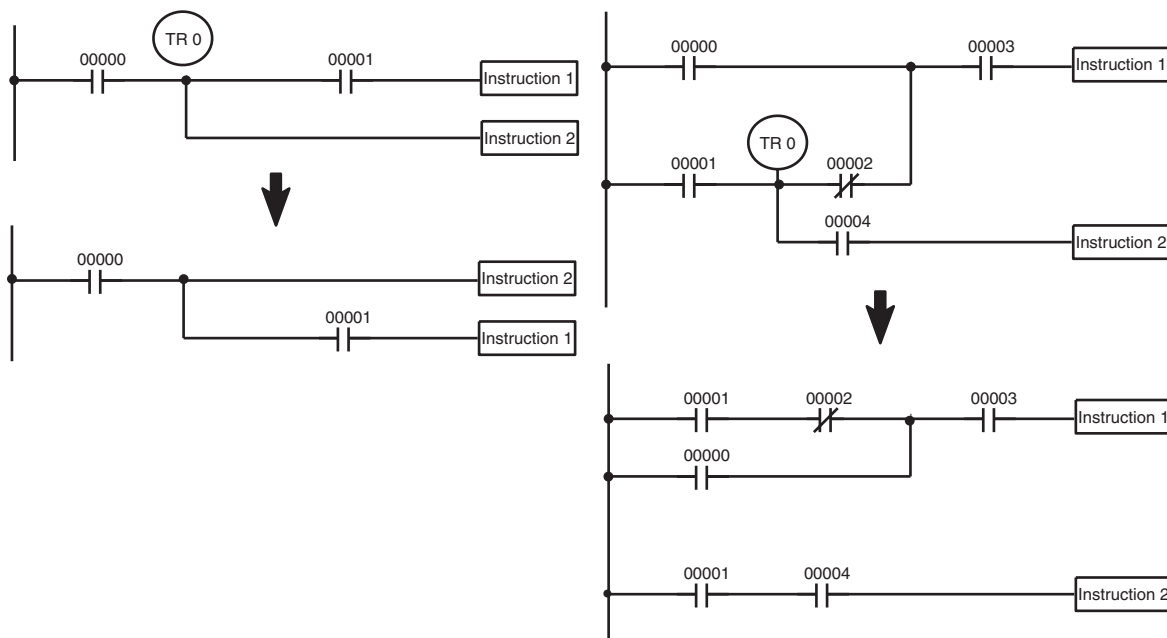 TR 0
00000
00001
Instruction 1
Instruction 2
00000
Instruction 2
00001
Instruction 1
00000
00003
Instruction 1
TR 0
00001
00002
00004
Instruction 2
00001
00002
00003
Instruction 1
00000
00001
00004
Instruction 2